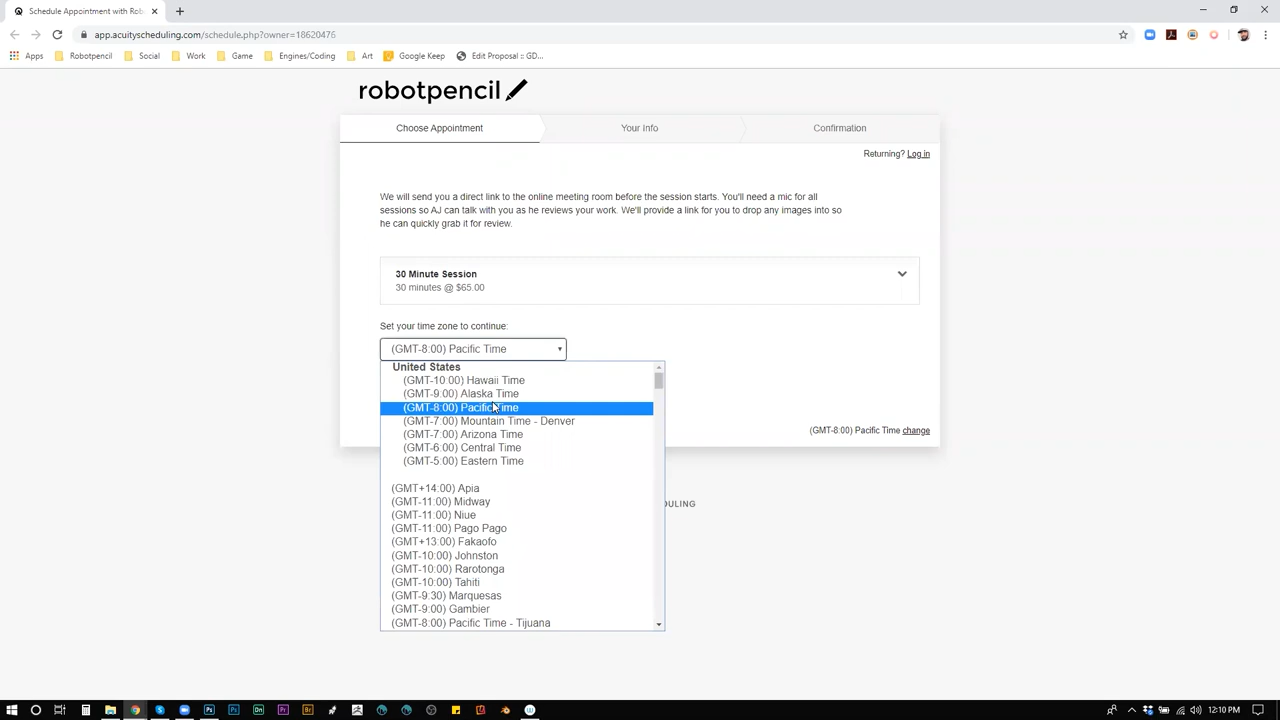 Schedule Appointment with Rob
app.acuityscheduling.com/schedule.php?owner=18620476
Apps
Robotpencil
Social
Work
Game
Engines/Coding
Art
Google Keep
Edit Proposal :: GD...
robotpencil
Choose Appointment
Your Info
Confirmation
Returning? Log in
We will send you a direct link to the online meeting room before the session starts. You'll need a mic for all
sessions so AJ can talk with you as he reviews your work. We'll provide a link for you to drop any images into so
he can quickly grab it for review.
30 Minute Session
30 minutes @ $65.00
Set your time zone to continue:
(GMT-8:00) Pacific Time
United States
(GMT-10:00) Hawaii Time
(GMT-9:00) Alaska Time
(GMT-8:00) Pacific Time
(GMT-7:00) Mountain Time - Denver
(GMT-7:00) Arizona Time
(GMT-6:00) Central Time
(GMT-5:00) Eastern Time
(GMT+14:00) Apia
(GMT-11:00) Midway
(GMT-11:00) Niue
(GMT-11:00) Pago Pago
(GMT+13:00) Fakaofo
(GMT-10:00) Johnston
(GMT-10:00) Rarotonga
(GMT-10:00) Tahiti
(GMT-9:30) Marquesas
(GMT-9:00) Gambier
(GMT-8:00) Pacific Time - Tijuana
(GMT-8:00) Pacific Time change
DULING
Ps
Ps
Dn
Pr
Br
12:10 PM